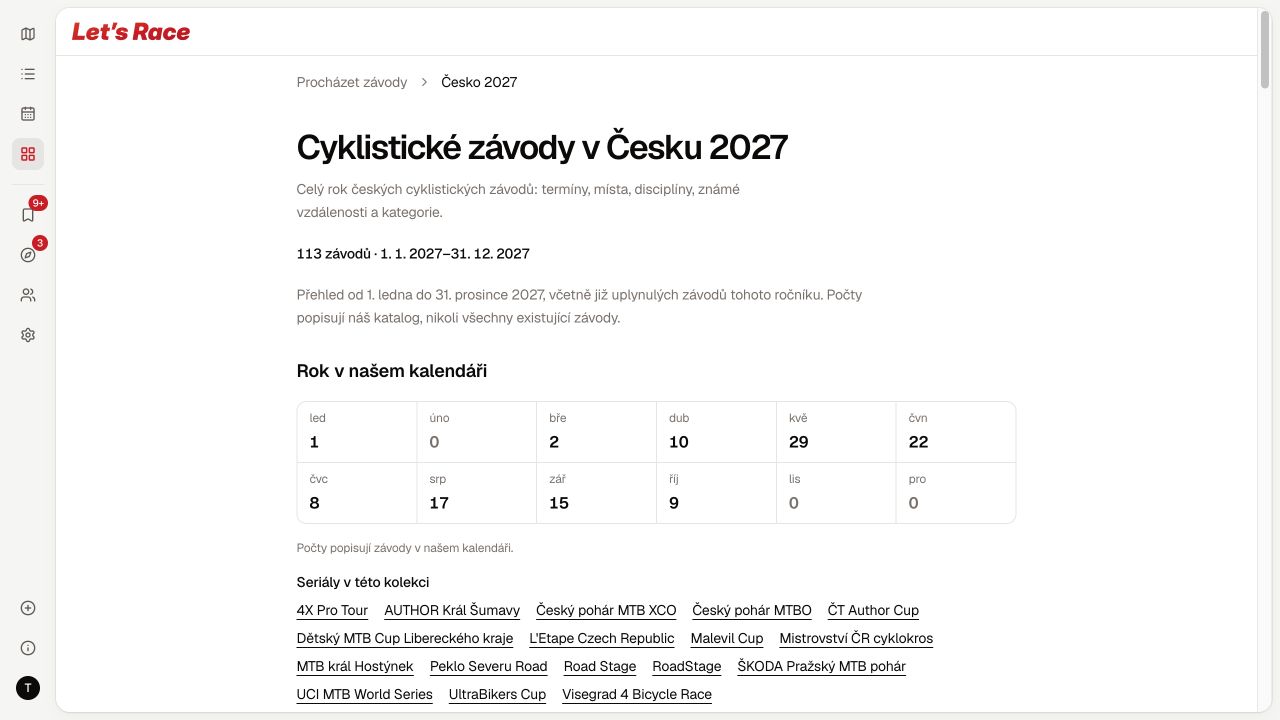 Let's Race
Procházet závody > Česko 2027
Cyklistické závody v Česku 2027
Celý rok českých cyklistických závodů: termíny, místa, disciplíny, známé
vzdálenosti a kategorie.
113 závodů · 1. 1. 2027–31. 12. 2027
Přehled od 1. ledna do 31. prosince 2027, včetně již uplynulých závodů tohoto ročníku. Počty
popisují náš katalog, nikoli všechny existující závody.
9+
3
Rok v našem kalendáři
led úno bře dub kvě čvn
1 0 2 10 29 22
čvc srp zář říj lis pro
8 17 15 9 0 0
Počty popisují závody v našem kalendáři.
Seriály v této kolekci
4X Pro Tour AUTHOR Král Šumavy Český pohár MTB XCO Český pohár MTBO ČT Author Cup
Dětský MTB Cup Libereckého kraje L'Etape Czech Republic Malevil Cup Mistrovství ČR cyklokros
MTB král Hostýnek Peklo Severu Road Road Stage RoadStage ŠKODA Pražský MTB pohár
UCI MTB World Series UltraBikers Cup Visegrad 4 Bicycle Race
T